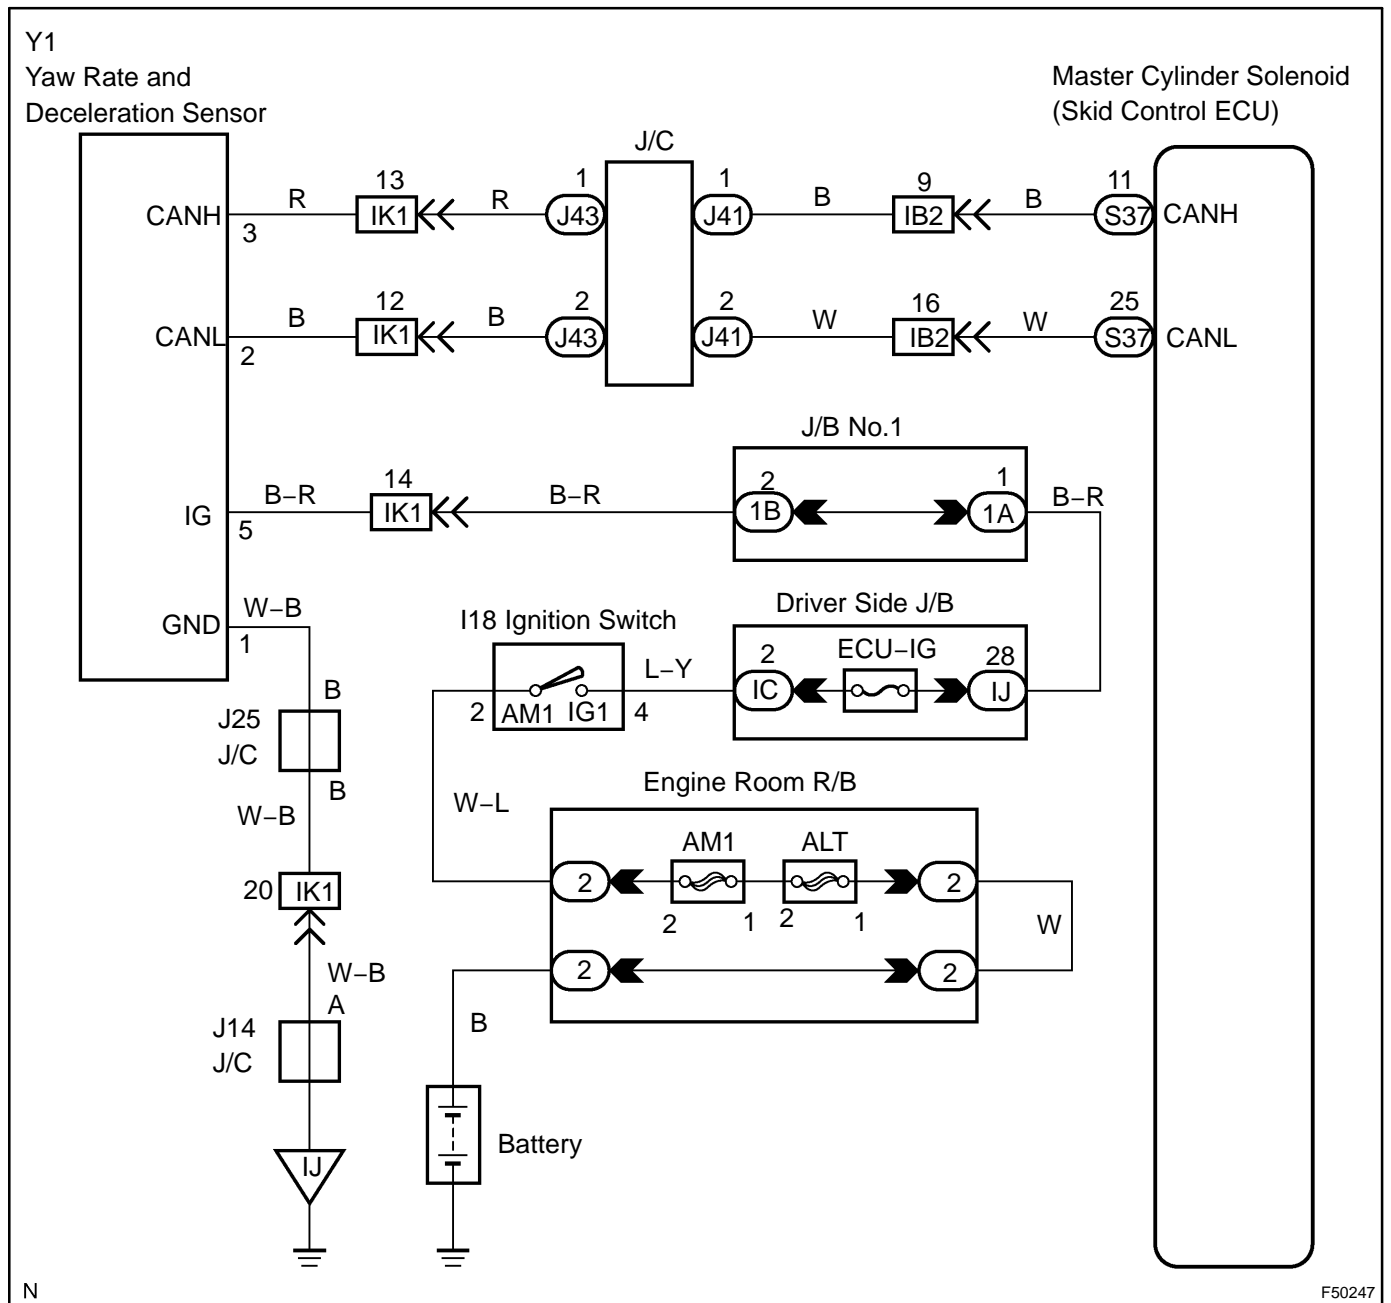 Y1
Yaw Rate and
Deceleration Sensor
Master Cylinder Solenoid
(Skid Control ECU)
J/C
CANH
3
R
13
IK1
R
1
J43
1
J41
B
9
IB2
B
11
S37
CANH
CANL
2
B
12
IK1
B
2
J43
2
J41
W
16
IB2
W
25
S37
CANL
J/B No.1
IG
5
B–R
14
IK1
B–R
2
1B
1
1A
B–R
GND
1
W–B
I18 Ignition Switch
2
AM1
IG1
4
L–Y
Driver Side J/B
2
IC
ECU–IG
28
IJ
B
J25
J/C
B
W–B
20
IK1
W–B
A
J14
J/C
IJ
W–L
Engine Room R/B
2
AM1
2
1
ALT
2
1
2
W
2
2
B
Battery
N
F50247